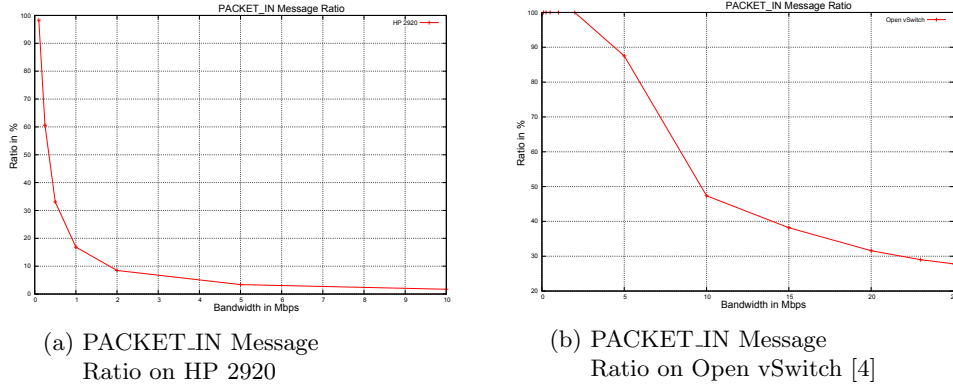 PACKET_IN Message Ratio
HP 2920
100
90
80
70
60
50
40
30
20
10
0
Ratio in %
0 1 2 3 4 5 6 7 8 9 10
Bandwidth in Mbps
(a) PACKET_IN Message
Ratio on HP 2920
PACKET_IN Message Ratio
Open vSwitch
100
90
80
70
60
50
40
30
20
Ratio in %
0 5 10 15 20
Bandwidth in Mbps
(b) PACKET_IN Message
Ratio on Open vSwitch [4]